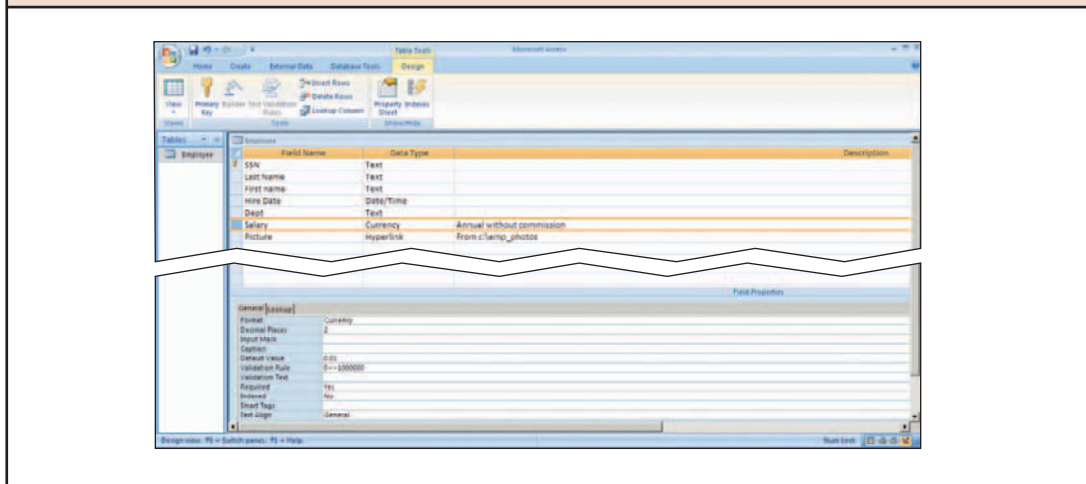 Table Tools
Microsoft Access
Home Create External Data Database Tools Design
View
Primary Key
Builder
Test Validation Rules
Insert Rows
Delete Rows
Lookup Column
Property Sheet
Indexes
Views
Tools
Show/Hide
Tables
Employee
Employee
Field Name Data Type Description
SSN Text
Last Name Text
First name Text
Hire Date Date/Time
Dept Text
Salary Currency Annual without commission
Picture Hyperlink From c:\emp_photos
Field Properties
General Lookup
Format Currency
Decimal Places 2
Input Mask
Caption
Default Value 0.01
Validation Rule
Validation Text
Required Yes
Indexed No
Smart Tags
Text Align General
Design view. F6 = Switch panes. F1 = Help.
Num Lock